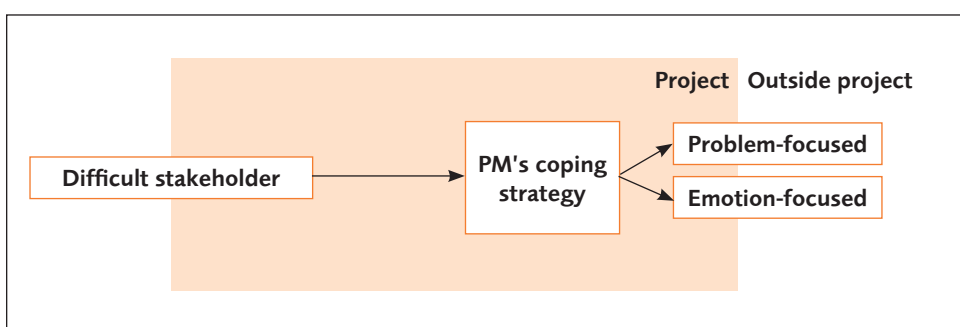 Project
Outside project
Difficult stakeholder
PM's coping
strategy
Problem-focused
Emotion-focused